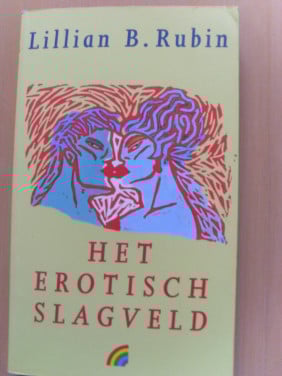 Lillian B. Rubin
HET
EROTISCH
SLAGVELD